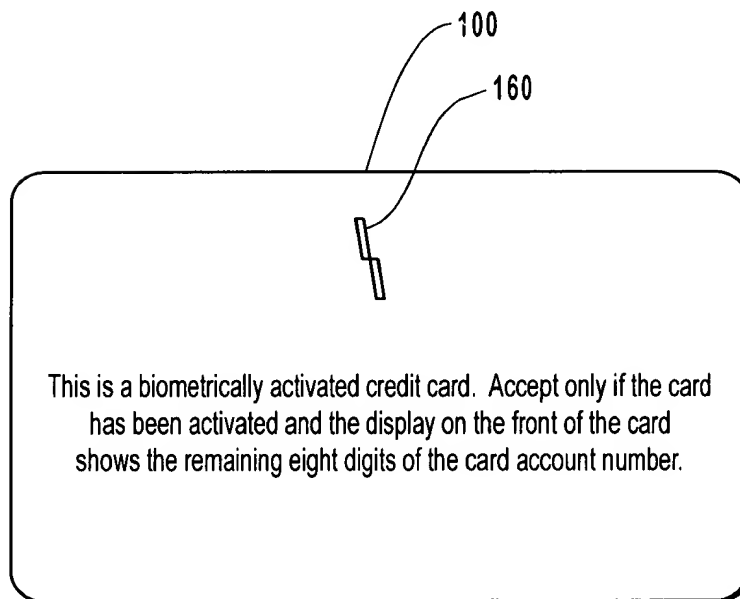 100
160
This is a biometrically activated credit card. Accept only if the card
has been activated and the display on the front of the card
shows the remaining eight digits of the card account number.